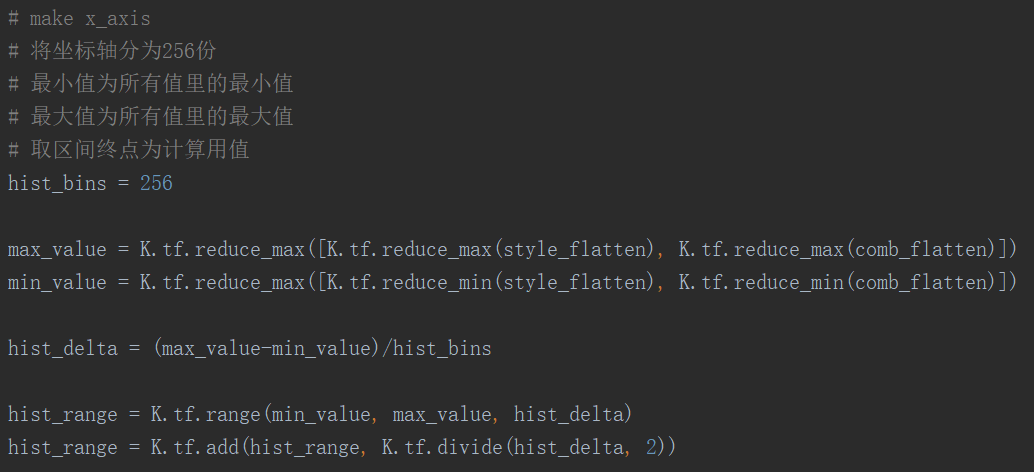 # make x_axis
# 将坐标轴分为256份
# 最小值为所有值里的最小值
# 最大值为所有值里的最大值
# 取区间终点为计算用值
hist_bins = 256
max_value = K.tf.reduce_max([K.tf.reduce_max(style_flatten), K.tf.reduce_max(comb_flatten)])
min_value = K.tf.reduce_max([K.tf.reduce_min(style_flatten), K.tf.reduce_min(comb_flatten)])
hist_delta = (max_value-min_value)/hist_bins
hist_range = K.tf.range(min_value, max_value, hist_delta)
hist_range = K.tf.add(hist_range, K.tf.divide(hist_delta, 2))